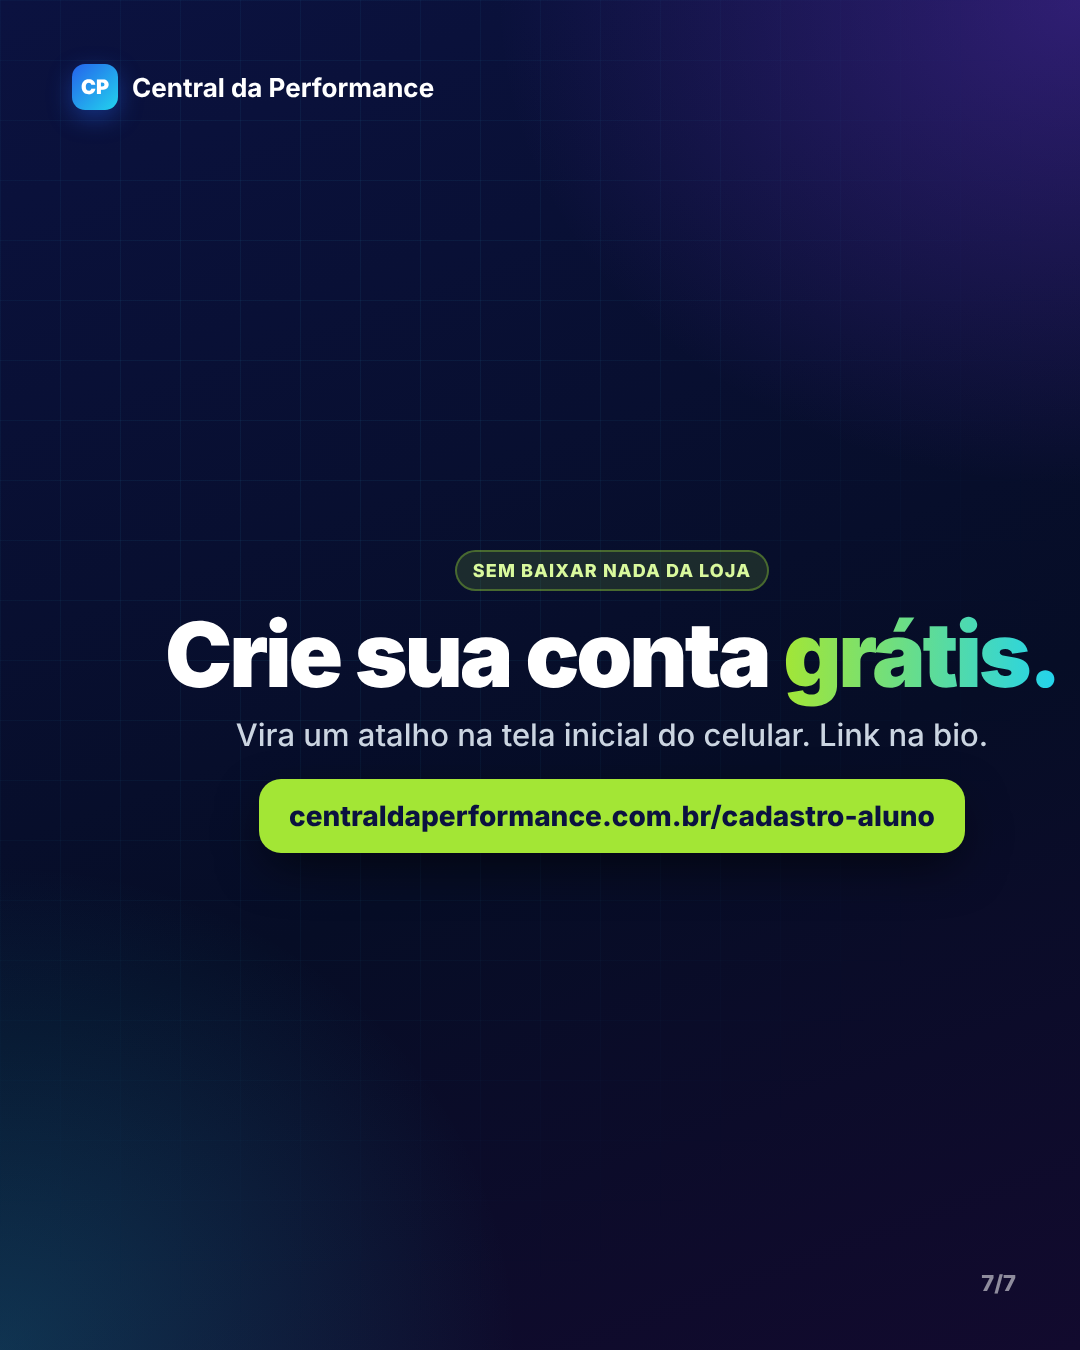 CP Central da Performance
SEM BAIXAR NADA DA LOJA
Crie sua conta grátis.
Vira um atalho na tela inicial do celular. Link na bio.
centraldaperformance.com.br/cadastro-aluno
7/7